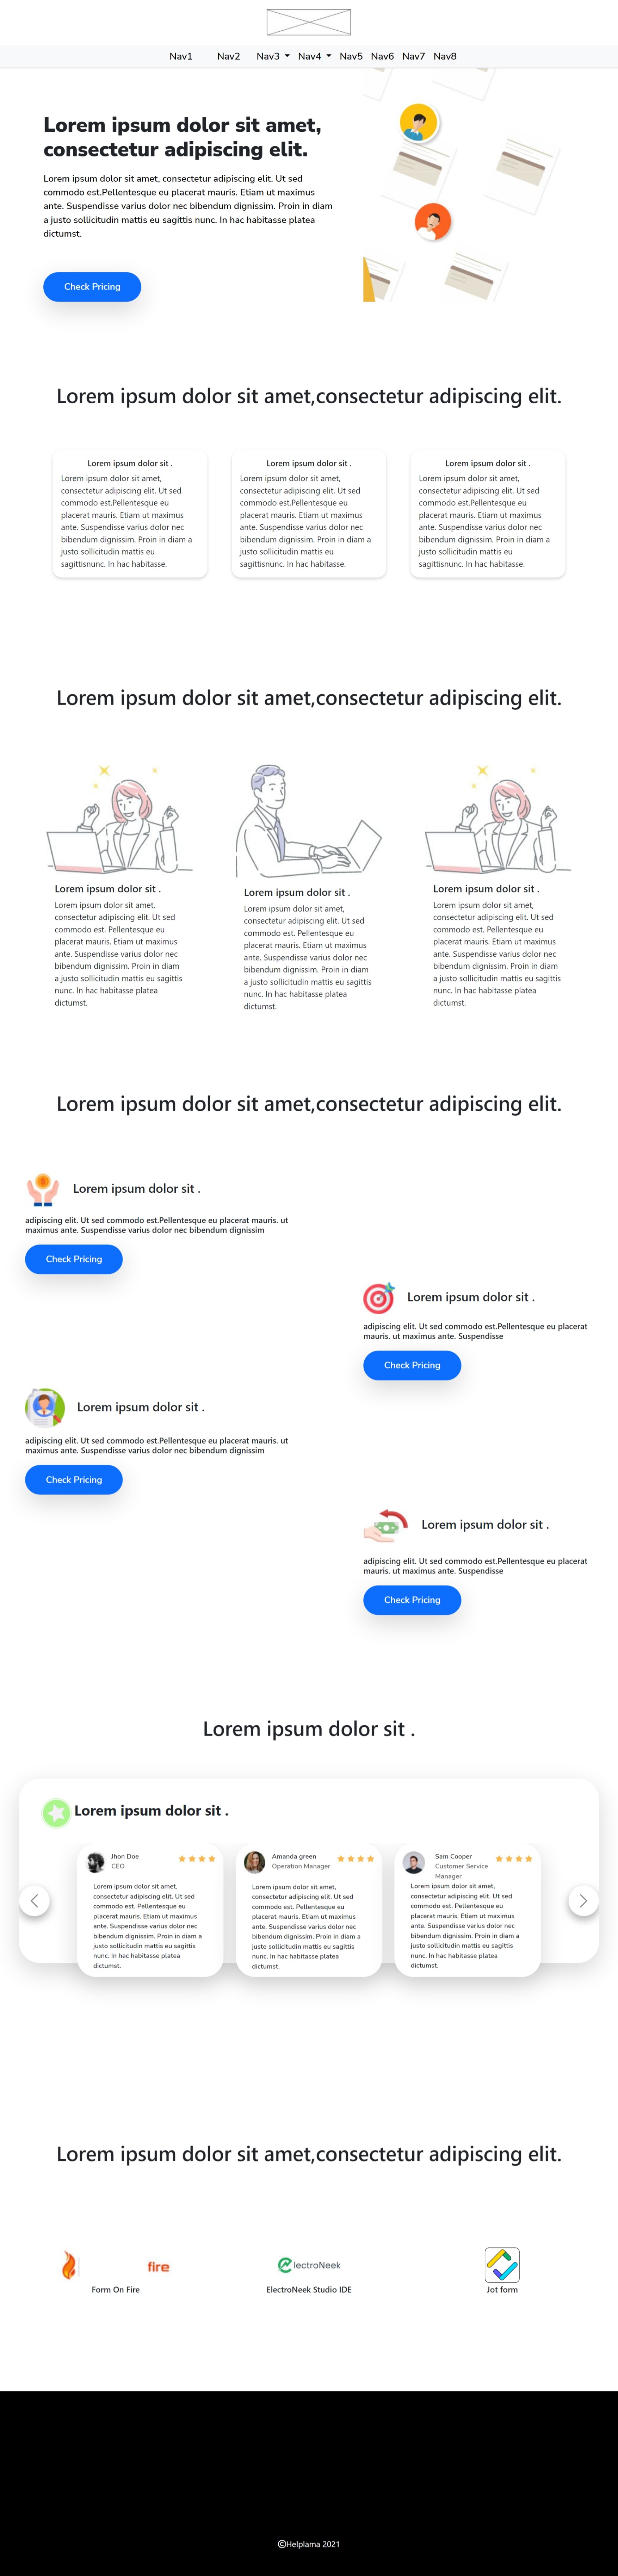 Nav1 Nav2 Nav3 Nav4 Nav5 Nav6 Nav7 Nav8
Lorem ipsum dolor sit amet,
consectetur adipiscing elit.
Lorem ipsum dolor sit amet, consectetur adipiscing elit. Ut sed
commodo est.Pellentesque eu placerat mauris. Etiam ut maximus
ante. Suspendisse varius dolor nec bibendum dignissim. Proin in diam
a justo sollicitudin mattis eu sagittis nunc. In hac habitasse platea
dictumst.
Check Pricing
Lorem ipsum dolor sit amet,consectetur adipiscing elit.
Lorem ipsum dolor sit .
Lorem ipsum dolor sit amet,
consectetur adipiscing elit. Ut sed
commodo est.Pellentesque eu
placerat mauris. Etiam ut maximus
ante. Suspendisse varius dolor nec
bibendum dignissim. Proin in diam a
justo sollicitudin mattis eu
sagittisnunc. In hac habitasse.
Lorem ipsum dolor sit .
Lorem ipsum dolor sit amet,
consectetur adipiscing elit. Ut sed
commodo est.Pellentesque eu
placerat mauris. Etiam ut maximus
ante. Suspendisse varius dolor nec
bibendum dignissim. Proin in diam a
justo sollicitudin mattis eu
sagittisnunc. In hac habitasse.
Lorem ipsum dolor sit .
Lorem ipsum dolor sit amet,
consectetur adipiscing elit. Ut sed
commodo est.Pellentesque eu
placerat mauris. Etiam ut maximus
ante. Suspendisse varius dolor nec
bibendum dignissim. Proin in diam a
justo sollicitudin mattis eu
sagittisnunc. In hac habitasse.
Lorem ipsum dolor sit amet,consectetur adipiscing elit.
Lorem ipsum dolor sit .
Lorem ipsum dolor sit amet,
consectetur adipiscing elit. Ut sed
commodo est. Pellentesque eu
placerat mauris. Etiam ut maximus
ante. Suspendisse varius dolor nec
bibendum dignissim. Proin in diam
a justo sollicitudin mattis eu sagittis
nunc. In hac habitasse platea
dictumst.
Lorem ipsum dolor sit .
Lorem ipsum dolor sit amet,
consectetur adipiscing elit. Ut sed
commodo est. Pellentesque eu
placerat mauris. Etiam ut maximus
ante. Suspendisse varius dolor nec
bibendum dignissim. Proin in diam
a justo sollicitudin mattis eu sagittis
nunc. In hac habitasse platea
dictumst.
Lorem ipsum dolor sit .
Lorem ipsum dolor sit amet,
consectetur adipiscing elit. Ut sed
commodo est. Pellentesque eu
placerat mauris. Etiam ut maximus
ante. Suspendisse varius dolor nec
bibendum dignissim. Proin in diam
a justo sollicitudin mattis eu sagittis
nunc. In hac habitasse platea
dictumst.
Lorem ipsum dolor sit amet,consectetur adipiscing elit.
Lorem ipsum dolor sit .
adipiscing elit. Ut sed commodo est.Pellentesque eu placerat mauris. ut
maximus ante. Suspendisse varius dolor nec bibendum dignissim
Check Pricing
Lorem ipsum dolor sit .
adipiscing elit. Ut sed commodo est.Pellentesque eu placerat
mauris. ut maximus ante. Suspendisse
Check Pricing
Lorem ipsum dolor sit .
adipiscing elit. Ut sed commodo est.Pellentesque eu placerat mauris. ut
maximus ante. Suspendisse varius dolor nec bibendum dignissim
Check Pricing
Lorem ipsum dolor sit .
adipiscing elit. Ut sed commodo est.Pellentesque eu placerat
mauris. ut maximus ante. Suspendisse
Check Pricing
Lorem ipsum dolor sit .
Lorem ipsum dolor sit .
Jhon Doe
CEO
Lorem ipsum dolor sit amet,
consectetur adipiscing elit. Ut sed
commodo est. Pellentesque eu
placerat mauris. Etiam ut maximus
ante. Suspendisse varius dolor nec
bibendum dignissim. Proin in diam a
justo sollicitudin mattis eu sagittis
nunc. In hac habitasse platea
dictumst.
Amanda green
Operation Manager
Lorem ipsum dolor sit amet,
consectetur adipiscing elit. Ut sed
commodo est. Pellentesque eu
placerat mauris. Etiam ut maximus
ante. Suspendisse varius dolor nec
bibendum dignissim. Proin in diam a
justo sollicitudin mattis eu sagittis
nunc. In hac habitasse platea
dictumst.
Sam Cooper
Customer Service
Manager
Lorem ipsum dolor sit amet,
consectetur adipiscing elit. Ut sed
commodo est. Pellentesque eu
placerat mauris. Etiam ut maximus
ante. Suspendisse varius dolor nec
bibendum dignissim. Proin in diam a
justo sollicitudin mattis eu sagittis
nunc. In hac habitasse platea
dictumst.
Lorem ipsum dolor sit amet,consectetur adipiscing elit.
fire
Form On Fire
lectroNeek
ElectroNeek Studio IDE
Jot form
©Helplama 2021